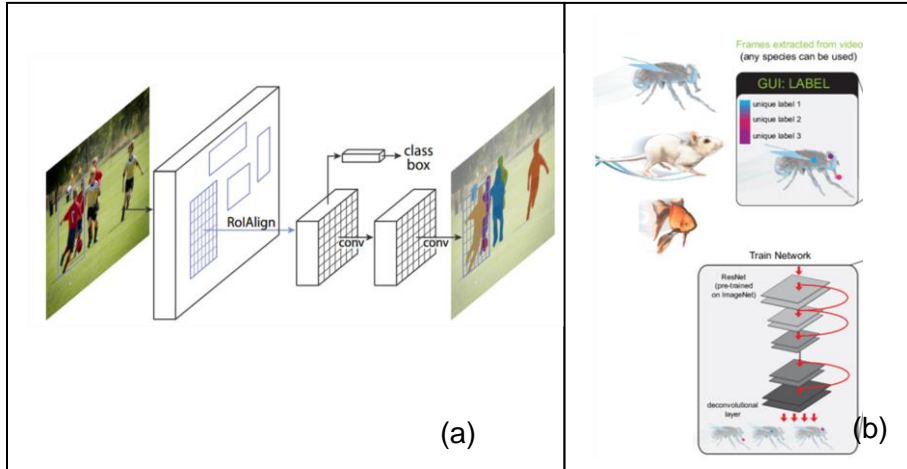 RoIAlign
class
box
conv
conv
(a)
Frames extracted from video
(any species can be used)
GUI: LABEL
unique label 1
unique label 2
unique label 3
Train Network
ResNet
(pre-trained
on ImageNet)
deconvolutional
layer
(b)